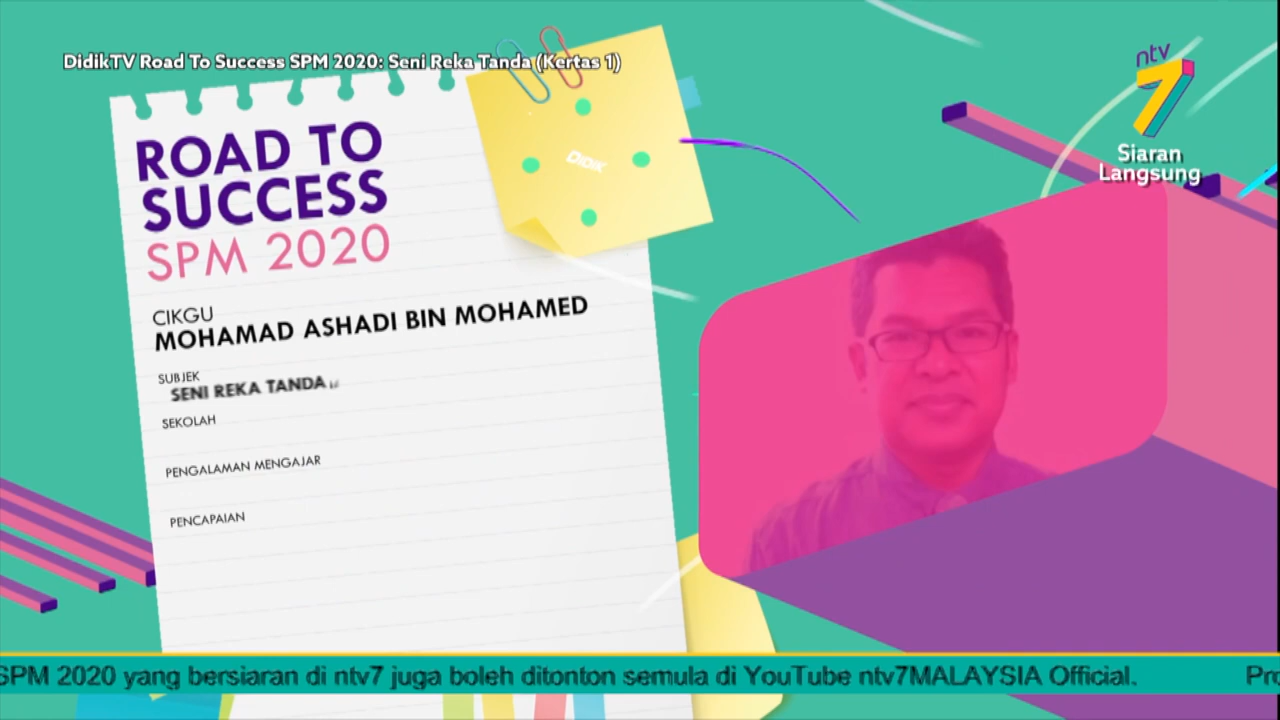 DidikTV Road To Success SPM 2020: Seni Reka Tanda (Kertas 1)
ntv
7
Siaran
Langsung
DIDIK
ROAD TO
SUCCESS
SPM 2020
CIKGU
MOHAMAD ASHADI BIN MOHAMED
SUBJEK
SENI REKA TANDA
SEKOLAH
PENGALAMAN MENGAJAR
PENCAPAIAN
SPM 2020 yang bersiaran di ntv7 juga boleh ditonton semula di YouTube ntv7MALAYSIA Official.